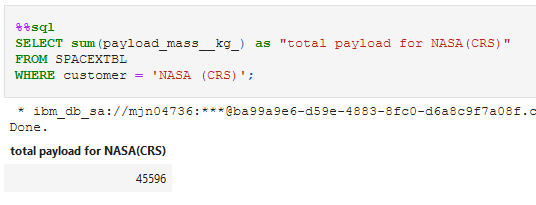 %%sql
SELECT sum(payload_mass__kg_) as "total payload for NASA(CRS)"
FROM SPACEXTBL
WHERE customer = 'NASA (CRS)';
* ibm_db_sa://mjn04736:***@ba99a9e6-d59e-4883-8fc0-d6a8c9f7a08f.c
Done.
total payload for NASA(CRS)
45596